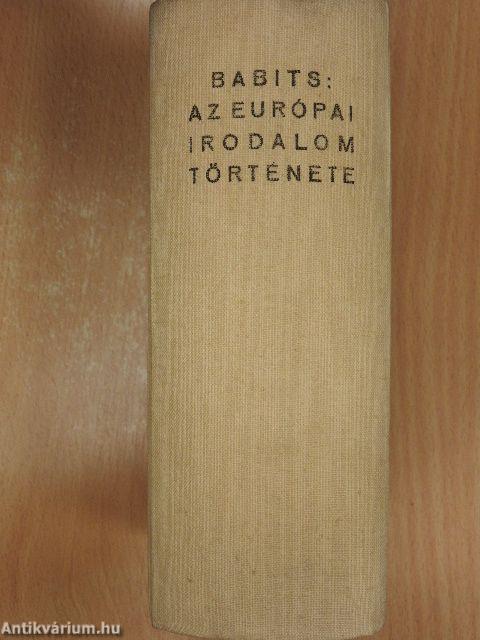 BABITS:
AZ EURÓPAI
IRODALOM
TÖRTÉNETE
Antikvárium.hu